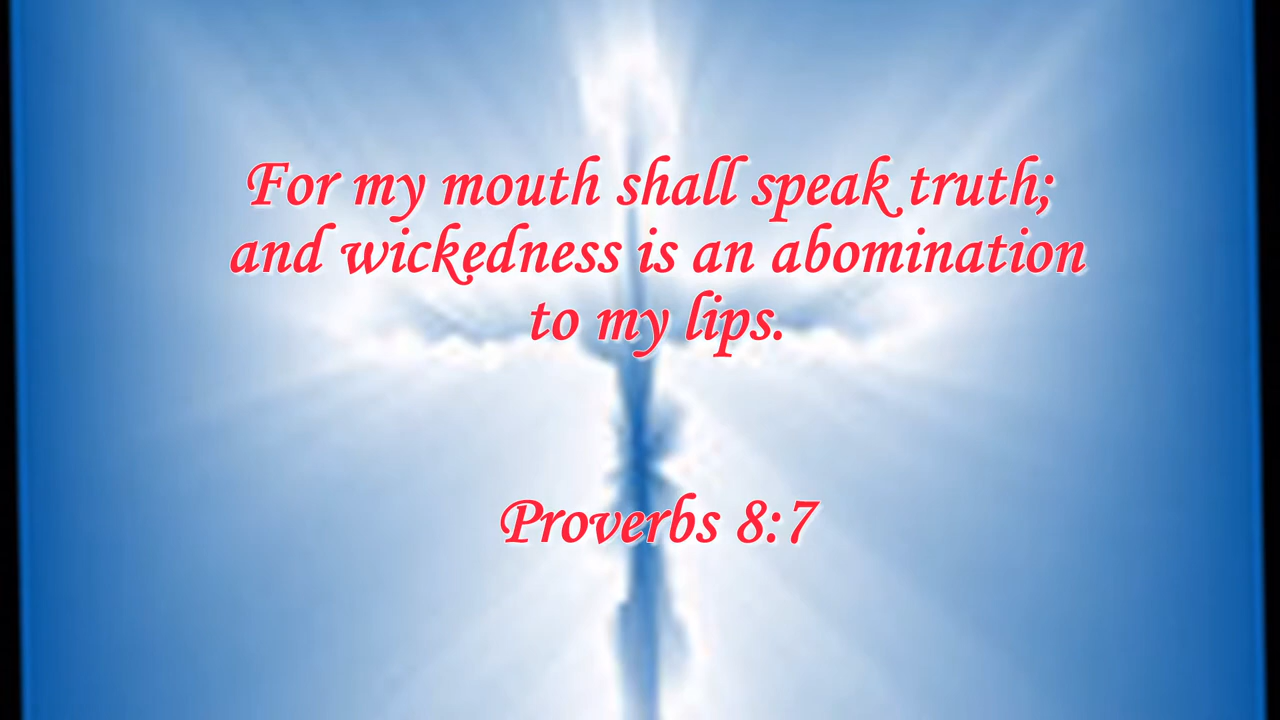 For my mouth shall speak truth;
and wickedness is an abomination
to my lips.
Proverbs 8:7